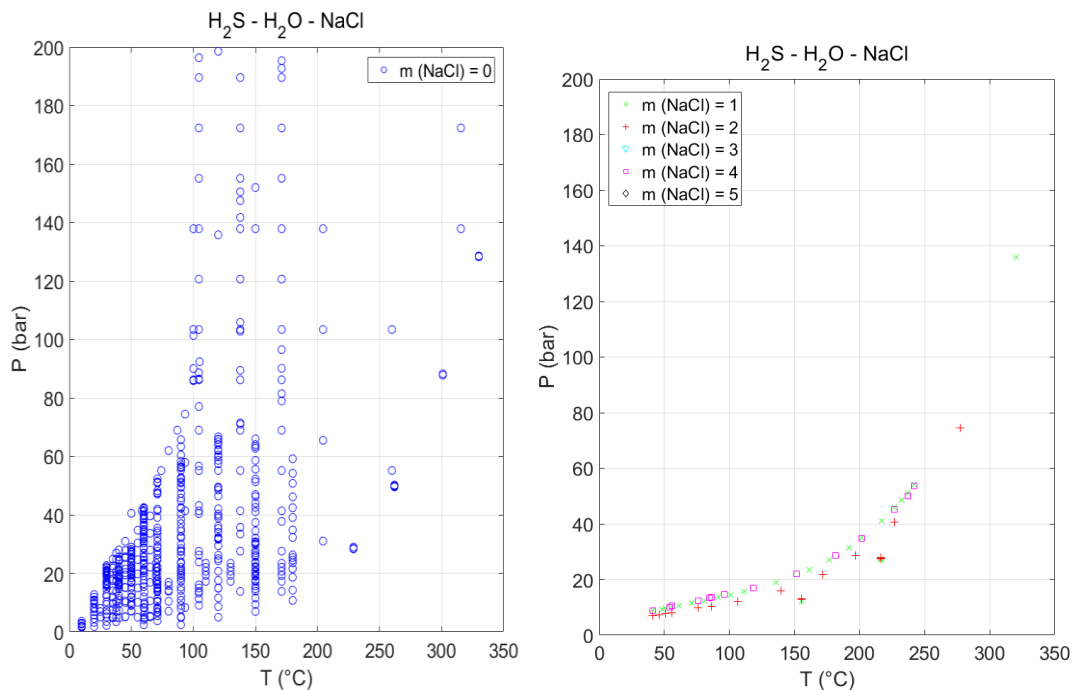 H₂S - H₂O - NaCl
m (NaCl) = 0
200
180
160
140
120
100
80
60
40
20
0
P (bar)
0 50 100 150 200 250 300 350
T (°C)
H₂S - H₂O - NaCl
m (NaCl) = 1
m (NaCl) = 2
m (NaCl) = 3
m (NaCl) = 4
m (NaCl) = 5
200
180
160
140
120
100
80
60
40
20
0
P (bar)
0 50 100 150 200 250 300 350
T (°C)